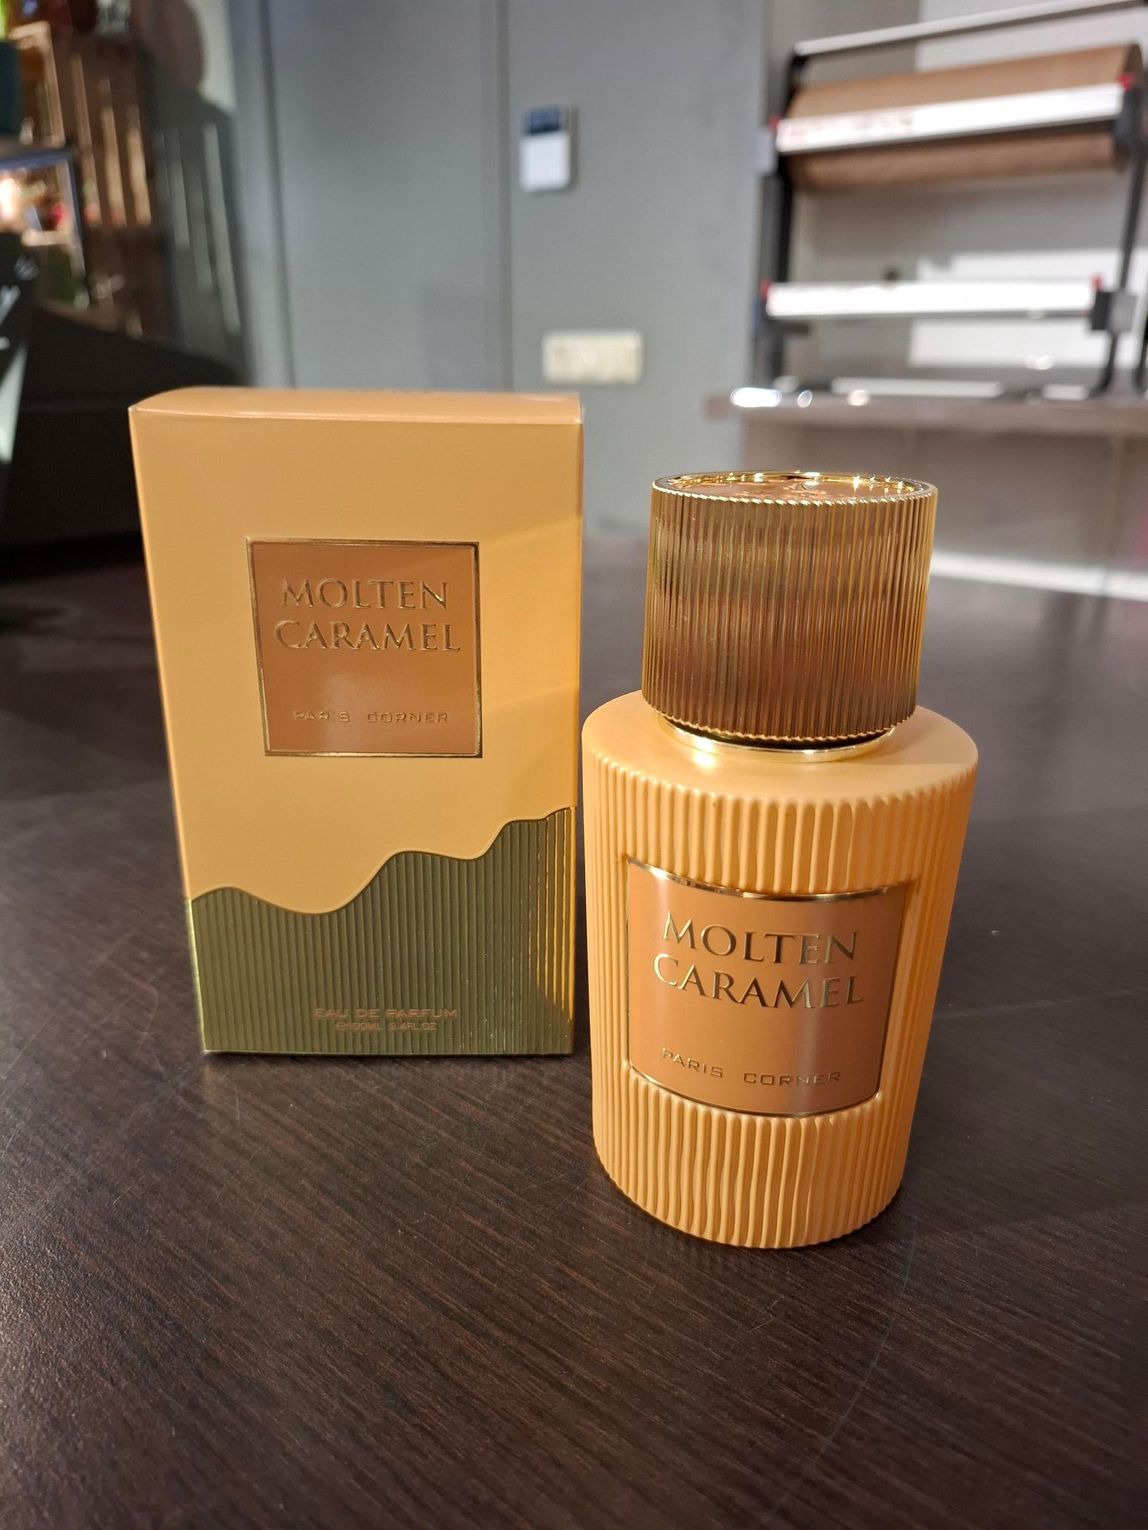 MOLTEN
CARAMEL
PARIS CORNER
EAU DE PARFUM
℮100ML 3.4FL.OZ
MOLTEN
CARAMEL
PARIS CORNER